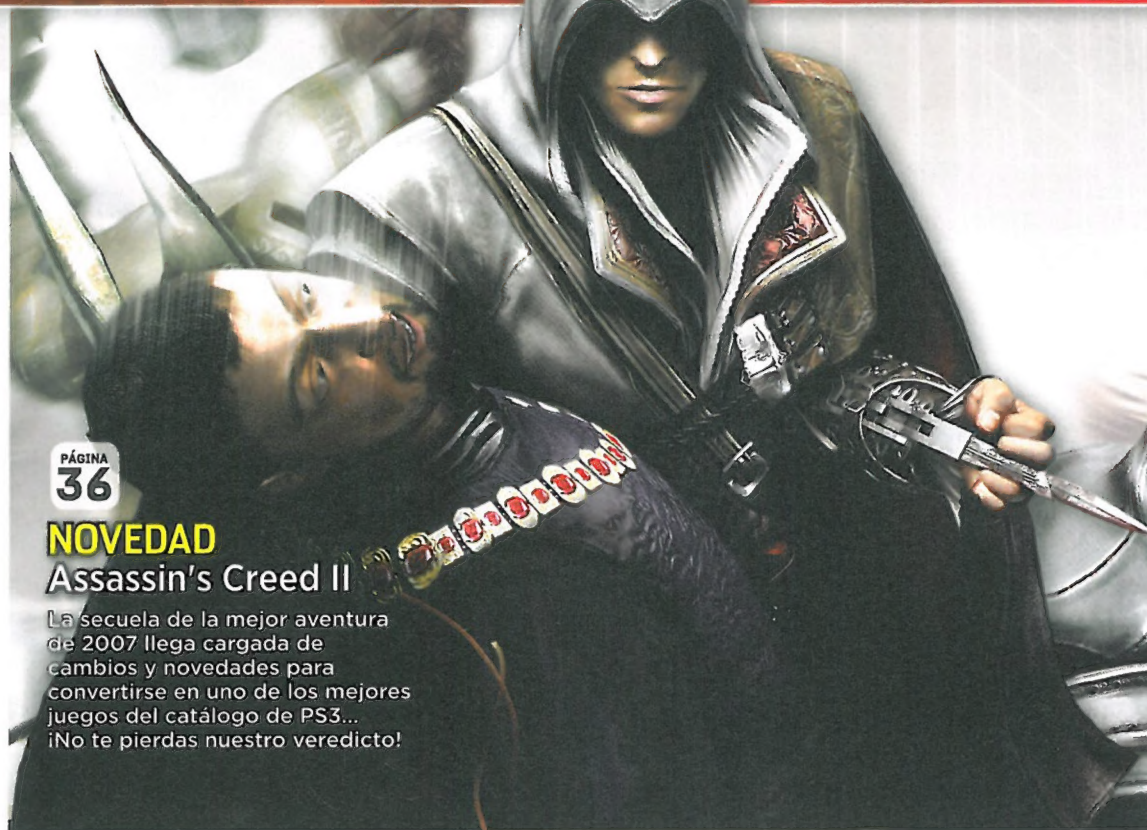 PÁGINA
36
NOVEDAD
Assassin's Creed II
La secuela de la mejor aventura
de 2007 llega cargada de
cambios y novedades para
convertirse en uno de los mejores
juegos del catálogo de PS3...
¡No te pierdas nuestro veredicto!